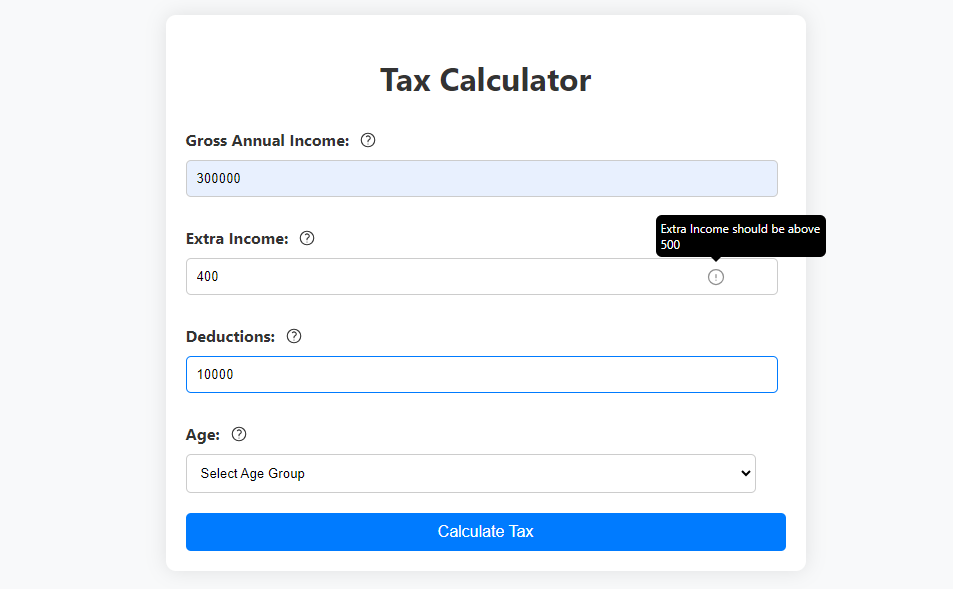 Tax Calculator
Gross Annual Income: ?
300000
Extra Income should be above
500
Extra Income: ?
400 !
Deductions: ?
10000
Age: ?
Select Age Group
Calculate Tax